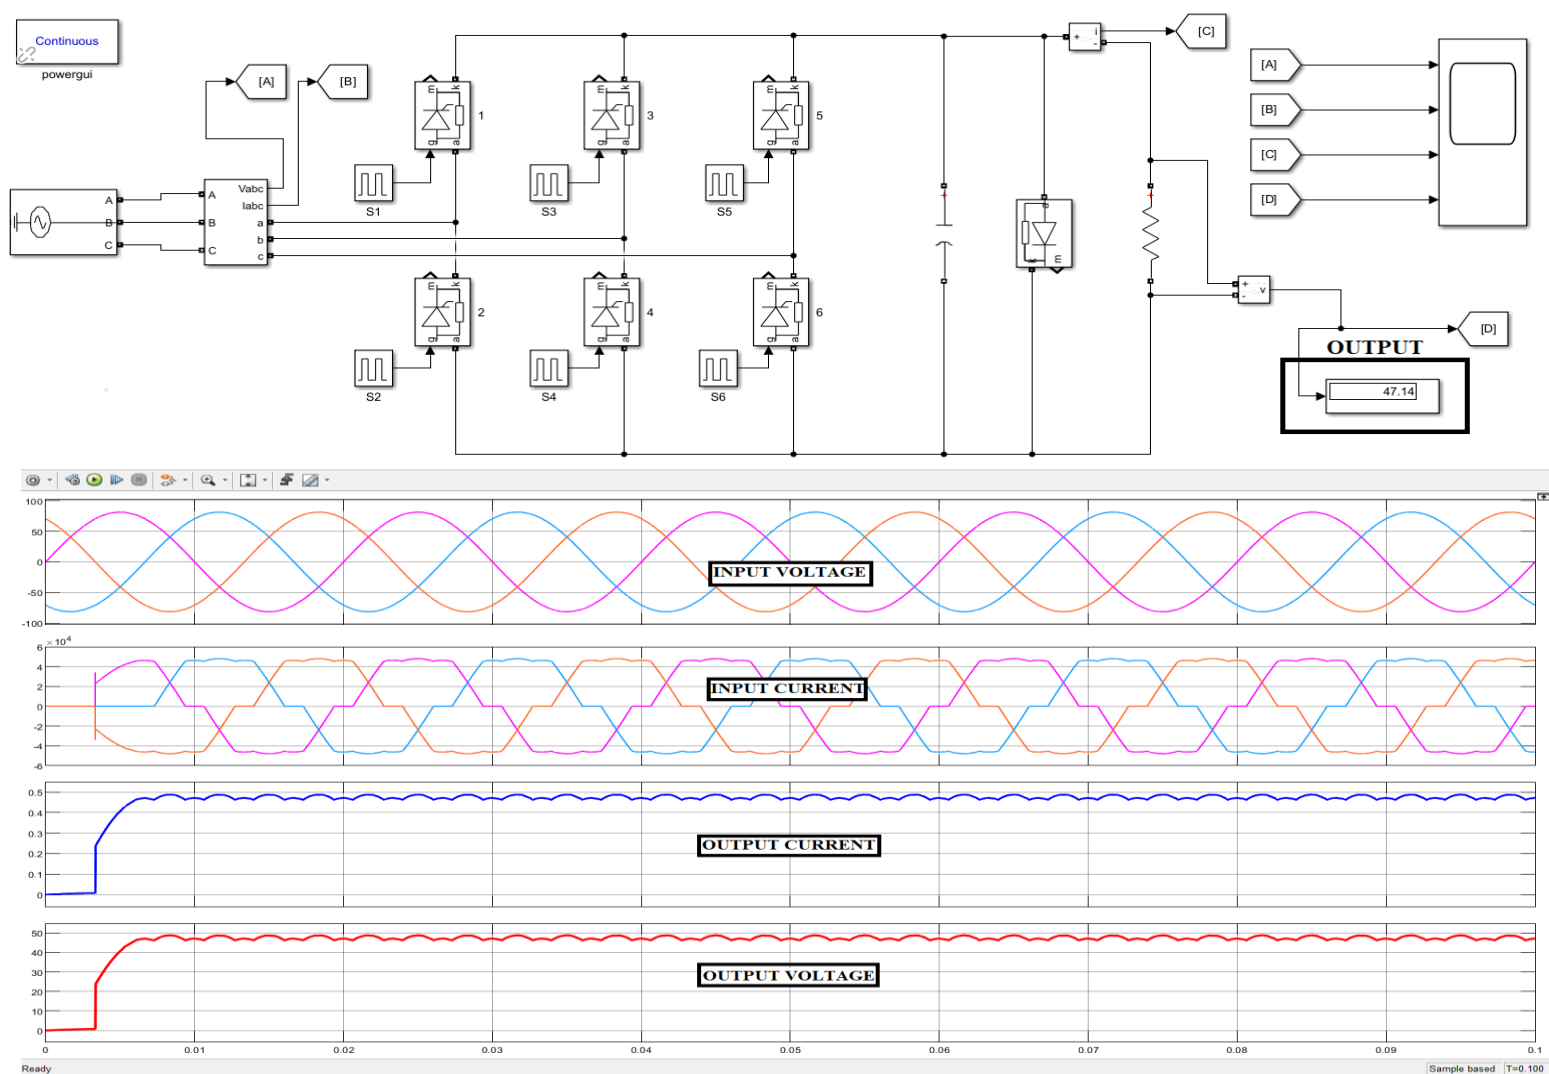 Continuous
powergui
[A]
[B]
[C]
m
k
g
a
1
m
k
g
a
3
m
k
g
a
5
S1
S3
S5
A
B
C
A
B
C
Vabc
Iabc
a
b
c
m
k
g
a
2
m
k
g
a
4
m
k
g
a
6
S2
S4
S6
+
i
-
a
k
m
+
-
v
[A]
[B]
[C]
[D]
[D]
OUTPUT
47.14
100
50
0
-50
-100
INPUT VOLTAGE
×10⁴
6
4
2
0
-2
-4
-6
INPUT CURRENT
0.5
0.4
0.3
0.2
0.1
0
OUTPUT CURRENT
50
40
30
20
10
0
OUTPUT VOLTAGE
0 0.01 0.02 0.03 0.04 0.05 0.06 0.07 0.08 0.09 0.1
Ready
Sample based T=0.100